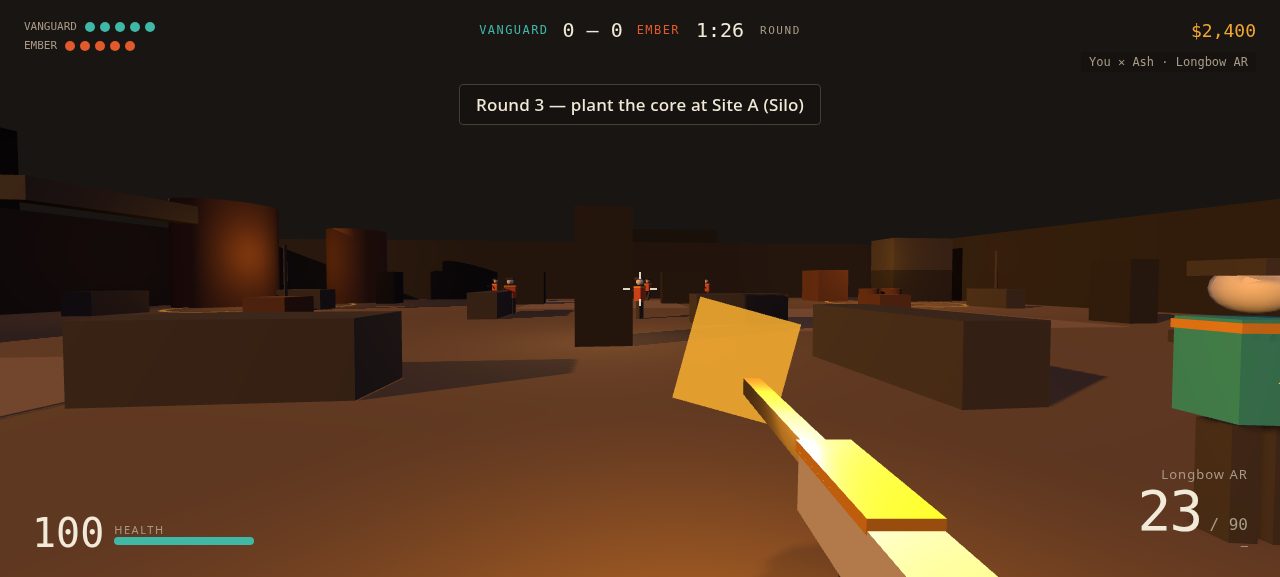 VANGUARD
EMBER
VANGUARD 0 — 0 EMBER 1:26 ROUND
$2,400
You × Ash · Longbow AR
Round 3 — plant the core at Site A (Silo)
100 HEALTH
Longbow AR
23 / 90
—